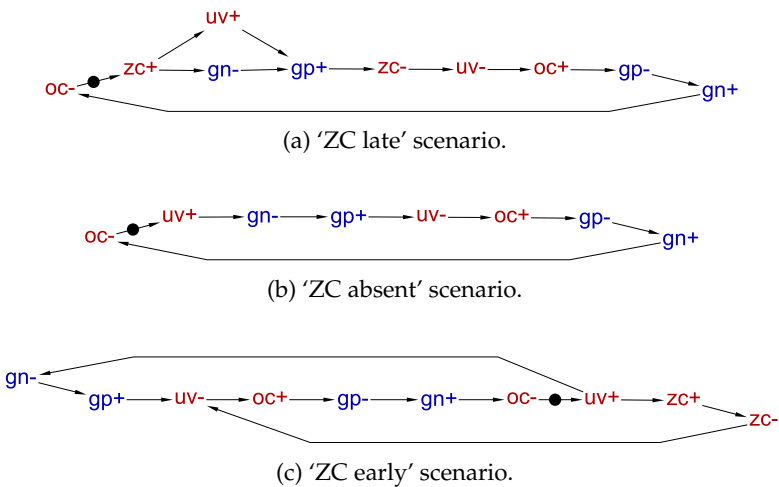 uv+
oc- zc+ gn- gp+ zc- uv- oc+ gp- gn+
(a) ‘ZC late’ scenario.
oc- uv+ gn- gp+ uv- oc+ gp- gn+
(b) ‘ZC absent’ scenario.
gn- gp+ uv- oc+ gp- gn+ oc- uv+ zc+ zc-
(c) ‘ZC early’ scenario.